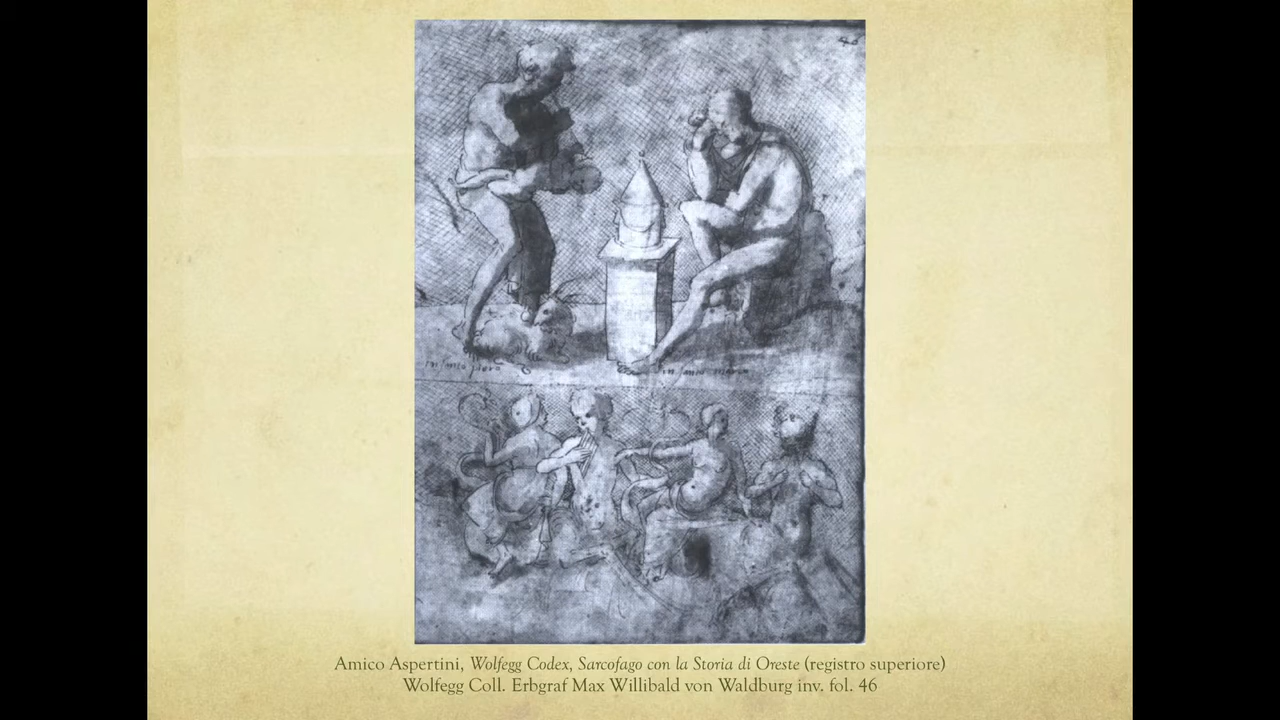 Amico Aspertini, Wolfegg Codex, Sarcofago con la Storia di Oreste (registro superiore)
Wolfegg Coll. Erbgraf Max Willibald von Waldburg inv. fol. 46